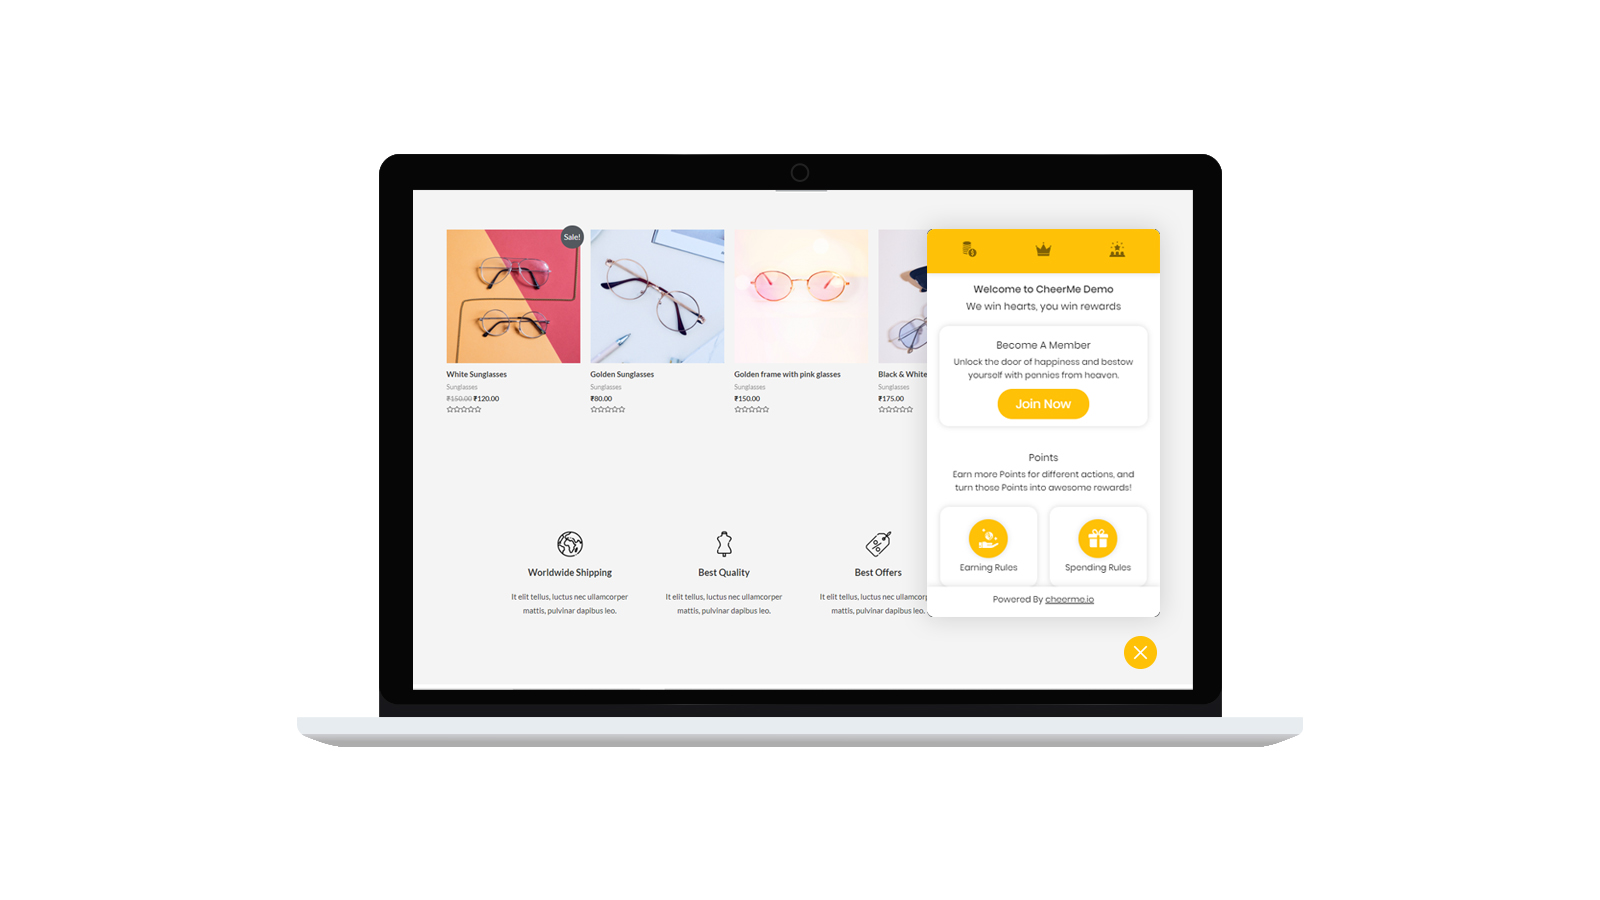 Sale!
White Sunglasses
Sunglasses
₹150.00 ₹120.00
Golden Sunglasses
Sunglasses
₹80.00
Golden frame with pink glasses
Sunglasses
₹150.00
Black & White
Sunglasses
₹175.00
Worldwide Shipping
It elit tellus, luctus nec ullamcorper
mattis, pulvinar dapibus leo.
Best Quality
It elit tellus, luctus nec ullamcorper
mattis, pulvinar dapibus leo.
Best Offers
It elit tellus, luctus nec ullamcorp
mattis, pulvinar dapibus leo.
Welcome to CheerMe Demo
We win hearts, you win rewards
Become A Member
Unlock the door of happiness and bestow
yourself with pennies from heaven.
Join Now
Points
Earn more Points for different actions, and
turn those Points into awesome rewards!
Earning Rules
Spending Rules
Powered By cheerme.io